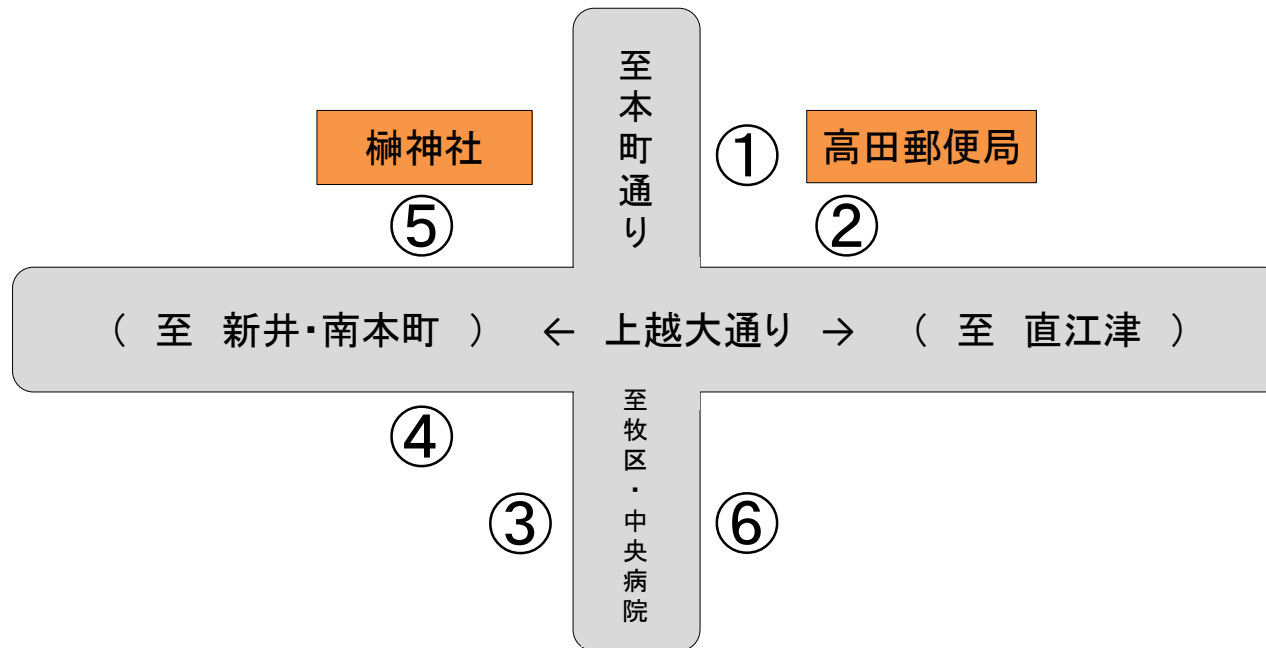 至本町通り
榊神社
①
高田郵便局
⑤
②
（ 至 新井・南本町 ） ← 上越大通り → （ 至 直江津 ）
④
至牧区・中央病院
③
⑥